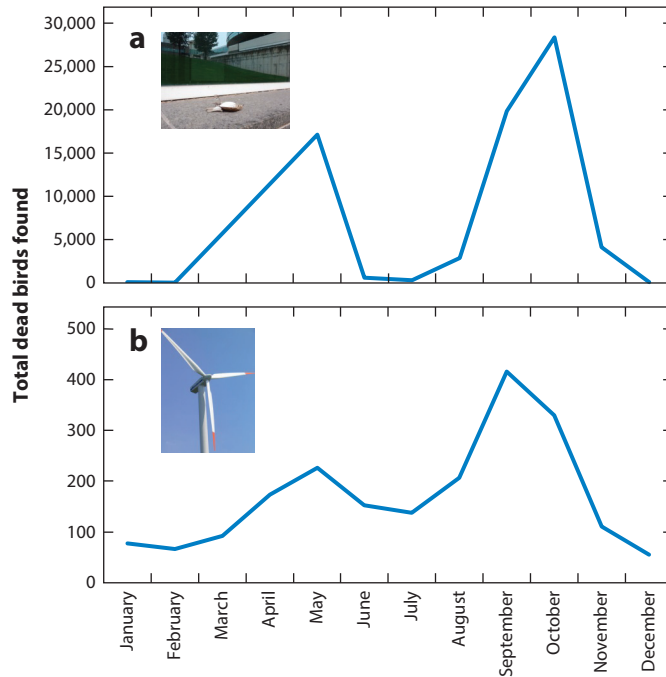 Total dead birds found
a
30,000
25,000
20,000
15,000
10,000
5,000
0
b
500
400
300
200
100
0
January
February
March
April
May
June
July
August
September
October
November
December